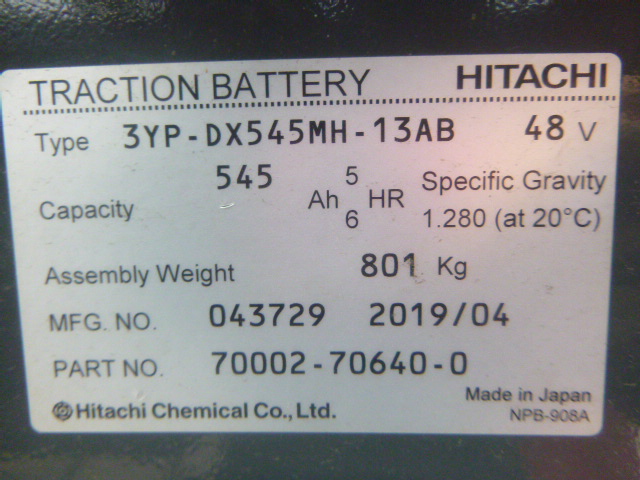 TRACTION BATTERY HITACHI
Type 3YP-DX545MH-13AB 48 V
Capacity 545 Ah 5 HR Specific Gravity
6 1.280 (at 20°C)
Assembly Weight 801 Kg
MFG. NO. 043729 2019/04
PART NO. 70002-70640-0
Made in Japan
Hitachi Chemical Co.,Ltd. NPB-908A